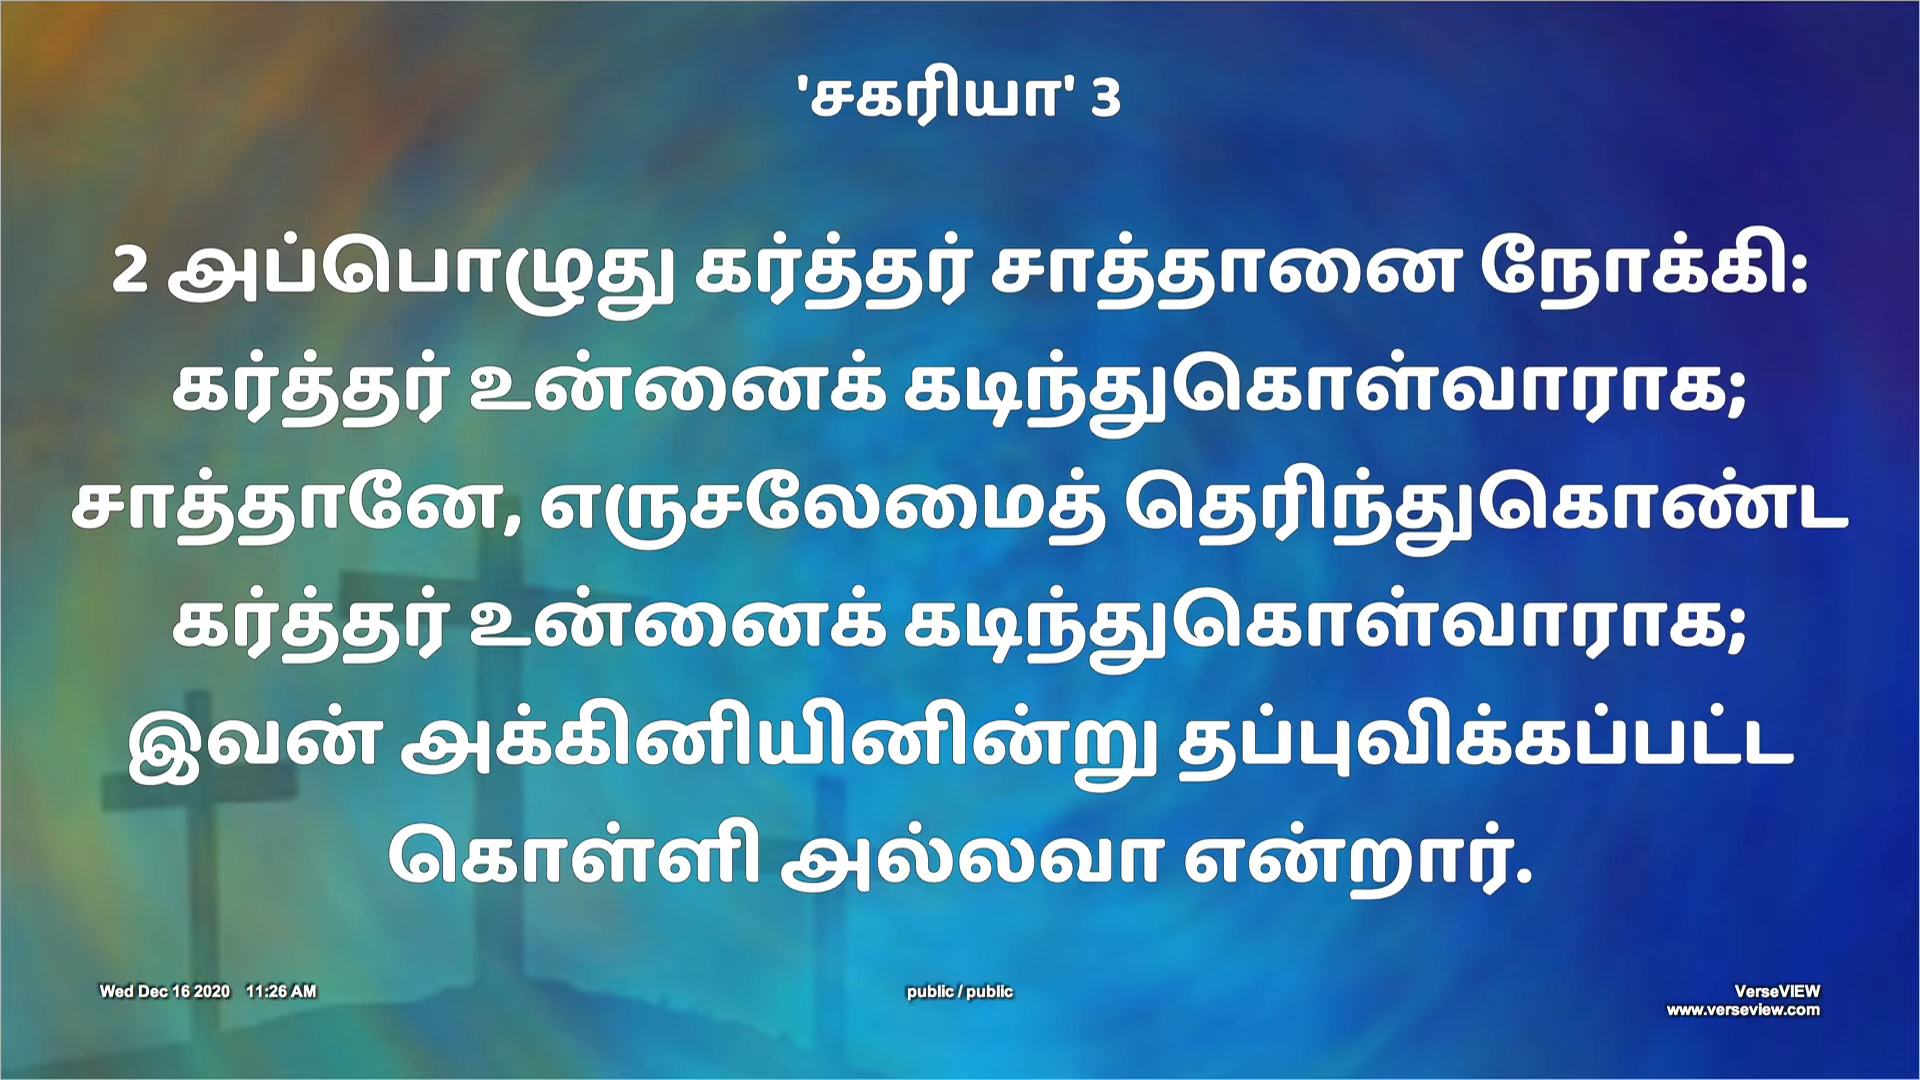 'சகரியா' 3
2 அப்பொழுது கர்த்தர் சாத்தானை நோக்கி:
கர்த்தர் உன்னைக் கடிந்துகொள்வாராக;
சாத்தானே, எருசலேமைத் தெரிந்துகொண்ட
கர்த்தர் உன்னைக் கடிந்துகொள்வாராக;
இவன் அக்கினியினின்று தப்புவிக்கப்பட்ட
கொள்ளி அல்லவா என்றார்.
Wed Dec 16 2020 11:26 AM
public / public
VerseVIEW
www.verseview.com